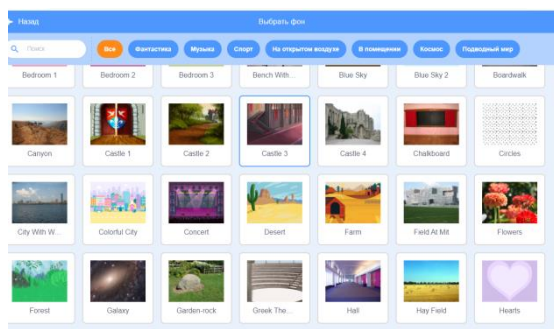 Назад Выбрать фон
Поиск Все Фантастика Музыка Спорт На открытом воздухе В помещении Космос Подводный мир
Bedroom 1 Bedroom 2 Bedroom 3 Bench With... Blue Sky Blue Sky 2 Boardwalk
Canyon Castle 1 Castle 2 Castle 3 Castle 4 Chalkboard Circles
City With W... Colorful City Concert Desert Farm Field At Mit Flowers
Forest Galaxy Garden-rock Greek The... Hall Hay Field Hearts